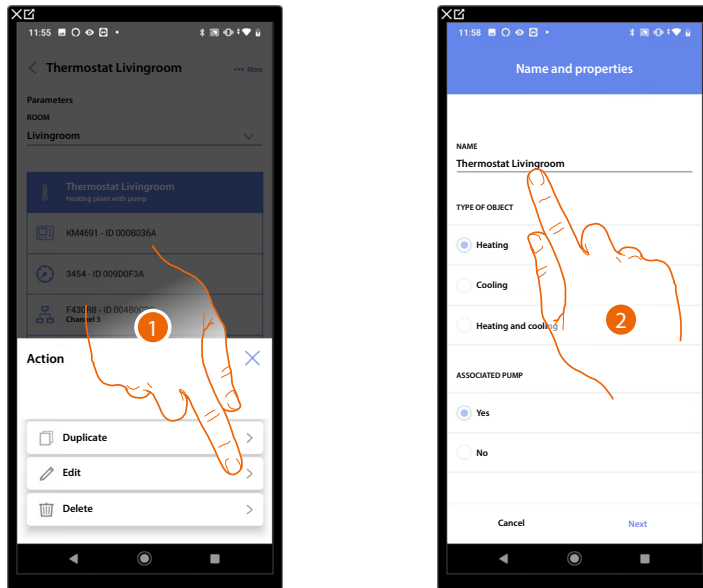 11:55
Thermostat Livingroom
••• More
Parameters
ROOM
Livingroom
Thermostat Livingroom
Heating plant with pump
KM4691 - ID 000B036A
3454 - ID 009D0F3A
Channel 3
1
Action
Duplicate
Edit
Delete
11:58
Name and properties
NAME
Thermostat Livingroom
TYPE OF OBJECT
Heating
Cooling
Heating and cooling
2
ASSOCIATED PUMP
Yes
No
Cancel
Next